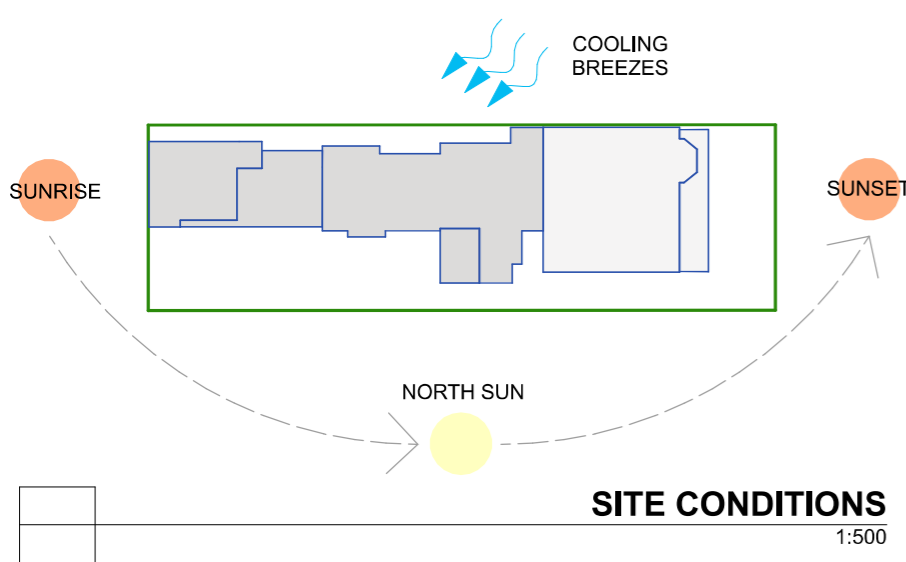 COOLING
BREEZES
SUNRISE
SUNSET
NORTH SUN
SITE CONDITIONS
1:500